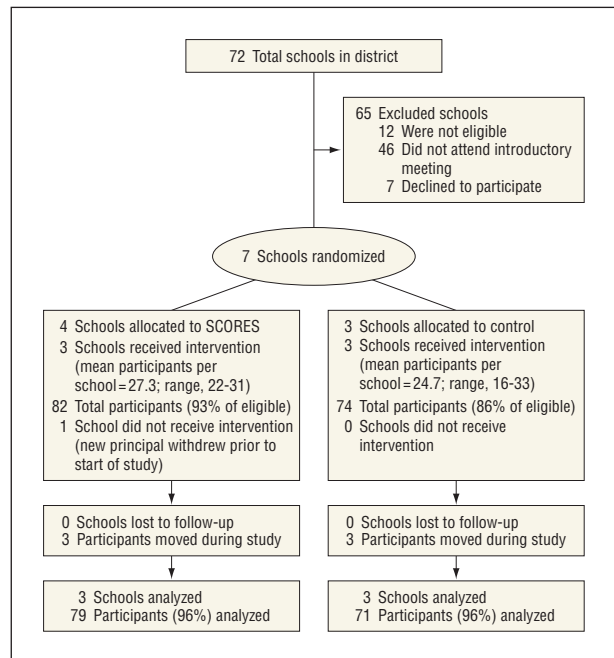 72 Total schools in district
65 Excluded schools
12 Were not eligible
46 Did not attend introductory
meeting
7 Declined to participate
7 Schools randomized
4 Schools allocated to SCORES
3 Schools received intervention
(mean participants per
school=27.3; range, 22-31)
82 Total participants (93% of eligible)
1 School did not receive intervention
(new principal withdrew prior to
start of study)
3 Schools allocated to control
3 Schools received intervention
(mean participants per
school=24.7; range, 16-33)
74 Total participants (86% of eligible)
0 Schools did not receive
intervention
0 Schools lost to follow-up
3 Participants moved during study
0 Schools lost to follow-up
3 Participants moved during study
3 Schools analyzed
79 Participants (96%) analyzed
3 Schools analyzed
71 Participants (96%) analyzed